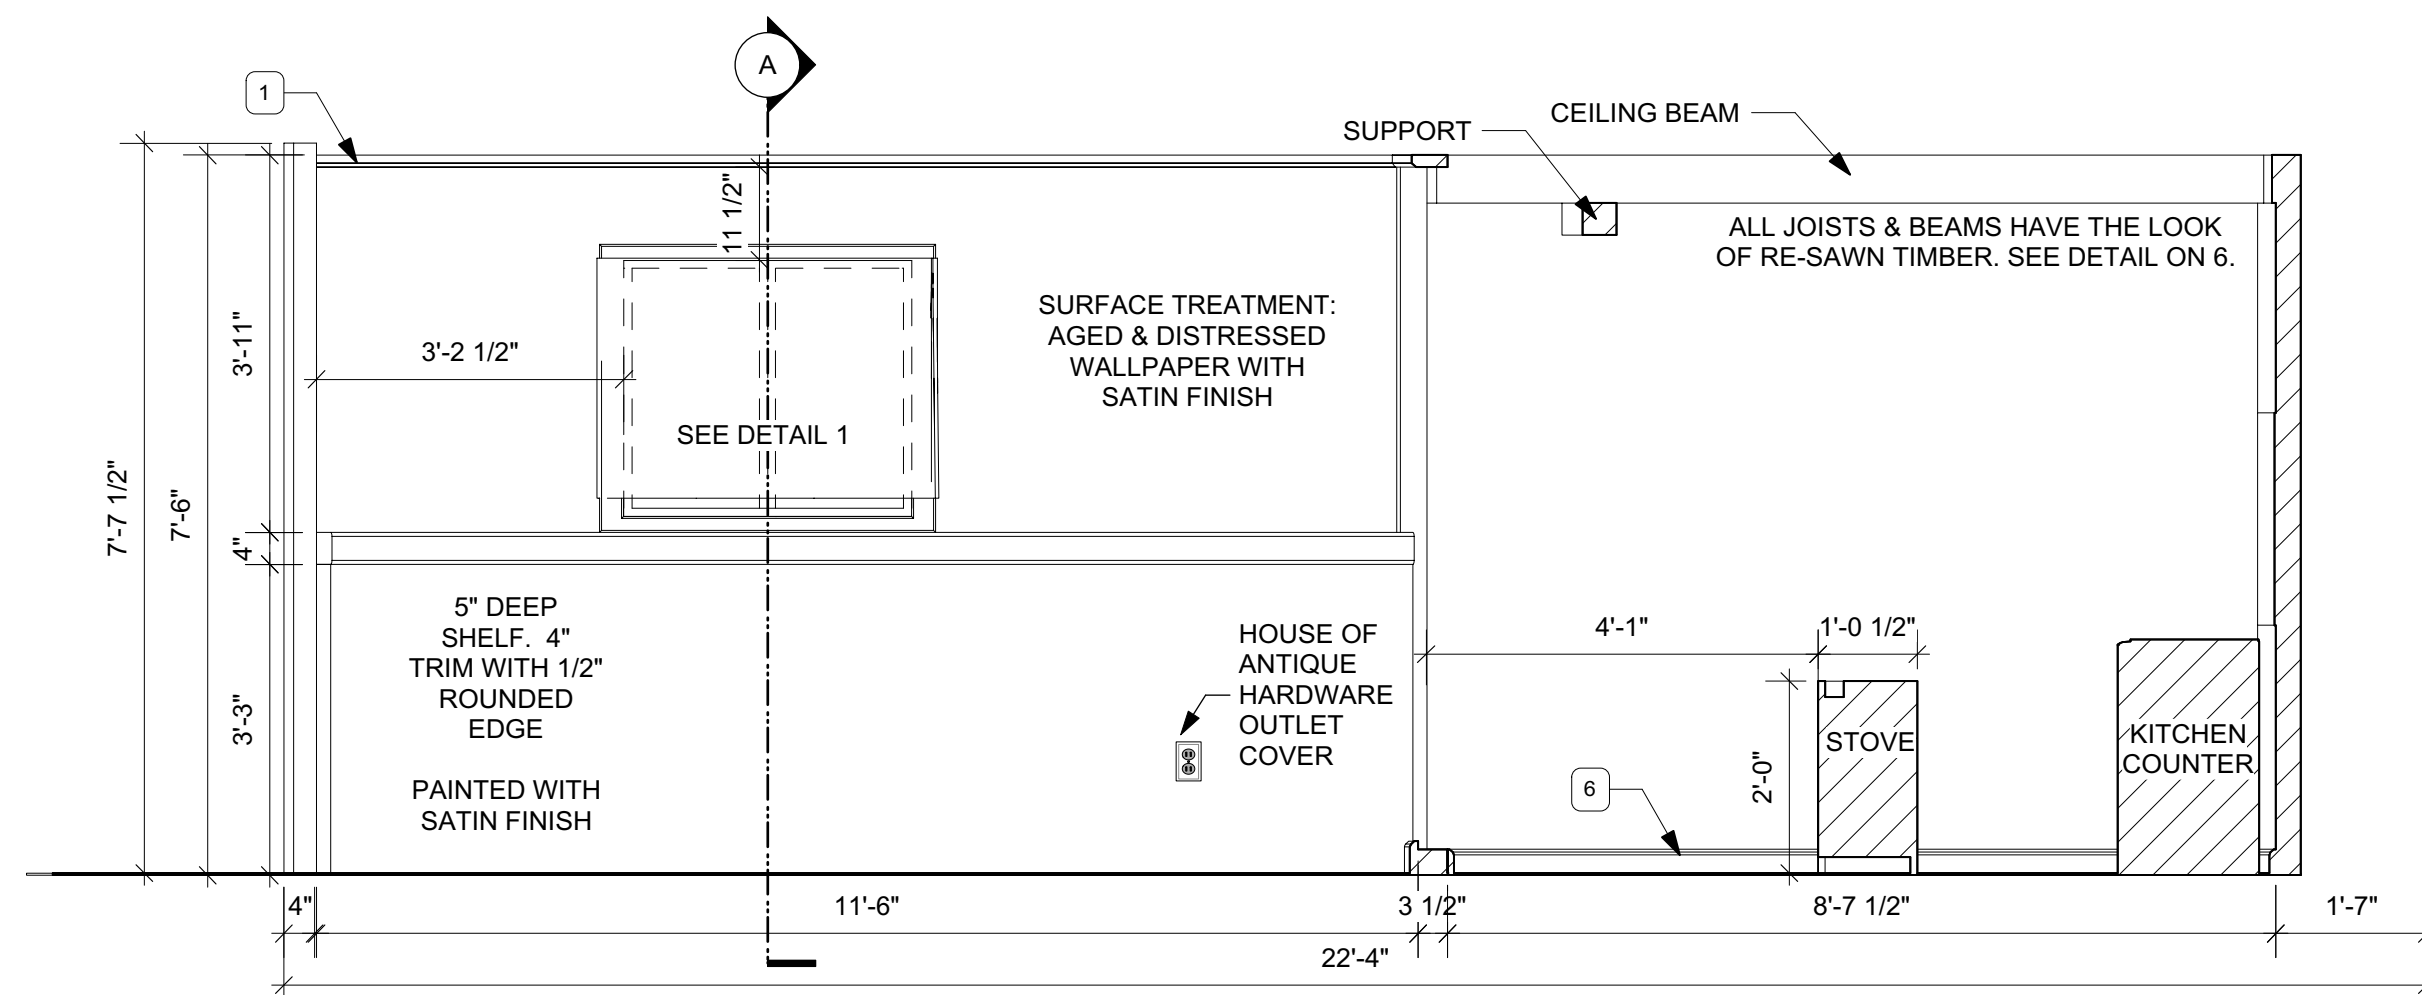 A
1
CEILING BEAM
SUPPORT
11 1/2"
ALL JOISTS & BEAMS HAVE THE LOOK
OF RE-SAWN TIMBER. SEE DETAIL ON 6.
SURFACE TREATMENT:
AGED & DISTRESSED
WALLPAPER WITH
SATIN FINISH
3'-11"
3'-2 1/2"
SEE DETAIL 1
7'-7 1/2"
7'-6"
4"
5" DEEP
SHELF. 4"
TRIM WITH 1/2"
ROUNDED
EDGE
PAINTED WITH
SATIN FINISH
3'-3"
HOUSE OF
ANTIQUE
HARDWARE
OUTLET
COVER
4'-1"
1'-0 1/2"
2'-0"
STOVE
KITCHEN
COUNTER
6
4"
11'-6"
3 1/2"
8'-7 1/2"
1'-7"
22'-4"